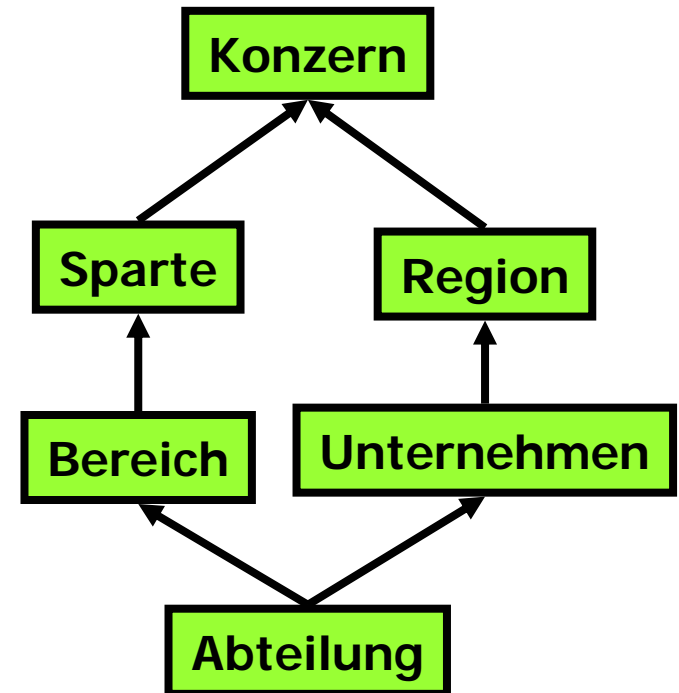 Konzern
Sparte
Region
Bereich
Unternehmen
Abteilung